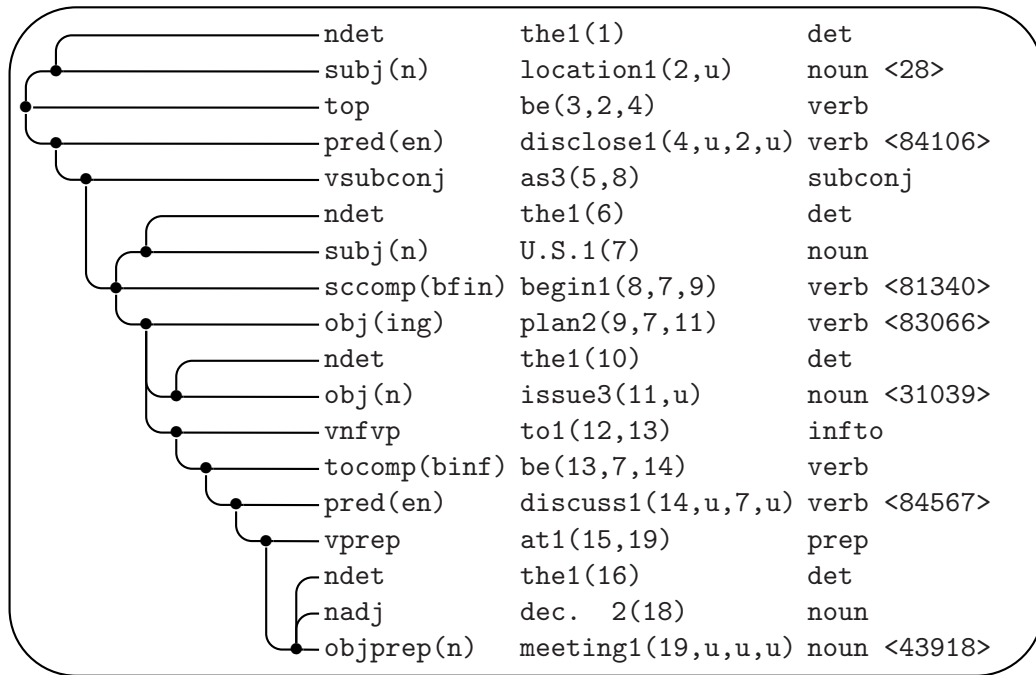 ndet the1(1) det
subj(n) location1(2,u) noun <28>
top be(3,2,4) verb
pred(en) disclose1(4,u,2,u) verb <84106>
vsubconj as3(5,8) subconj
ndet the1(6) det
subj(n) U.S.1(7) noun
sccomp(bfin) begin1(8,7,9) verb <81340>
obj(ing) plan2(9,7,11) verb <83066>
ndet the1(10) det
obj(n) issue3(11,u) noun <31039>
vnfvp to1(12,13) infto
tocomp(binf) be(13,7,14) verb
pred(en) discuss1(14,u,7,u) verb <84567>
vprep at1(15,19) prep
ndet the1(16) det
nadj dec. 2(18) noun
objprep(n) meeting1(19,u,u,u) noun <43918>